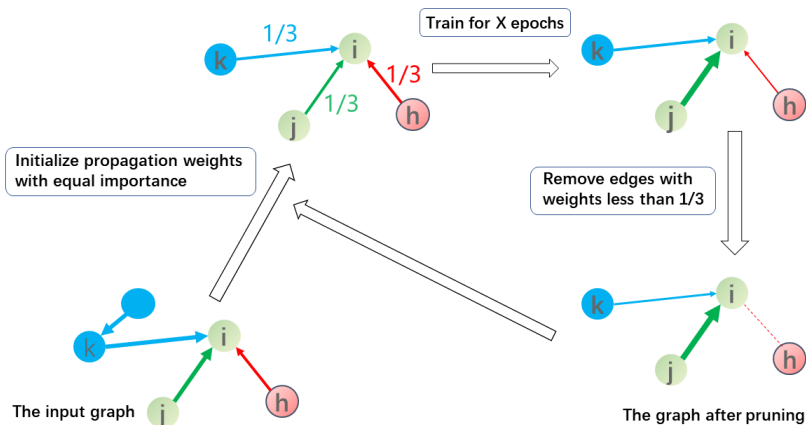 Train for X epochs
1/3
i
i
k
k
1/3
1/3
j
h
j
h
Initialize propagation weights
with equal importance
Remove edges with
weights less than 1/3
k
i
i
k
h
j
j
h
The input graph
The graph after pruning